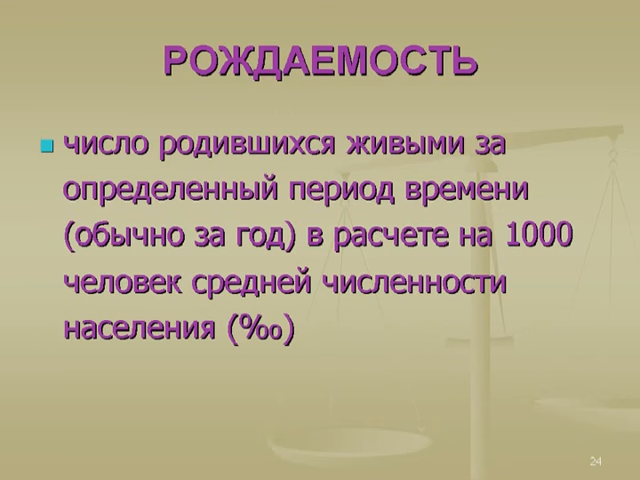 РОЖДАЕМОСТЬ
число родившихся живыми за
определенный период времени
(обычно за год) в расчете на 1000
человек средней численности
населения (‰)
24